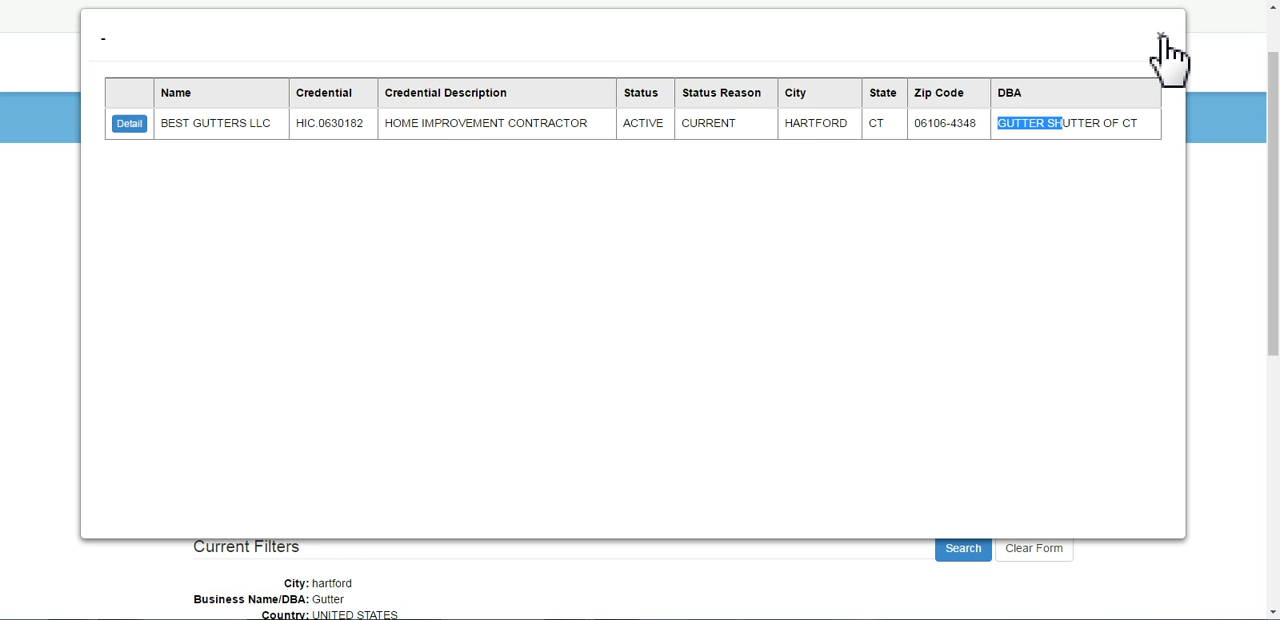 -
×
Name Credential Credential Description Status Status Reason City State Zip Code DBA
Detail BEST GUTTERS LLC HIC.0630182 HOME IMPROVEMENT CONTRACTOR ACTIVE CURRENT HARTFORD CT 06106-4348 GUTTER SHUTTER OF CT
Current Filters Search Clear Form
City: hartford
Business Name/DBA: Gutter
Country: UNITED STATES